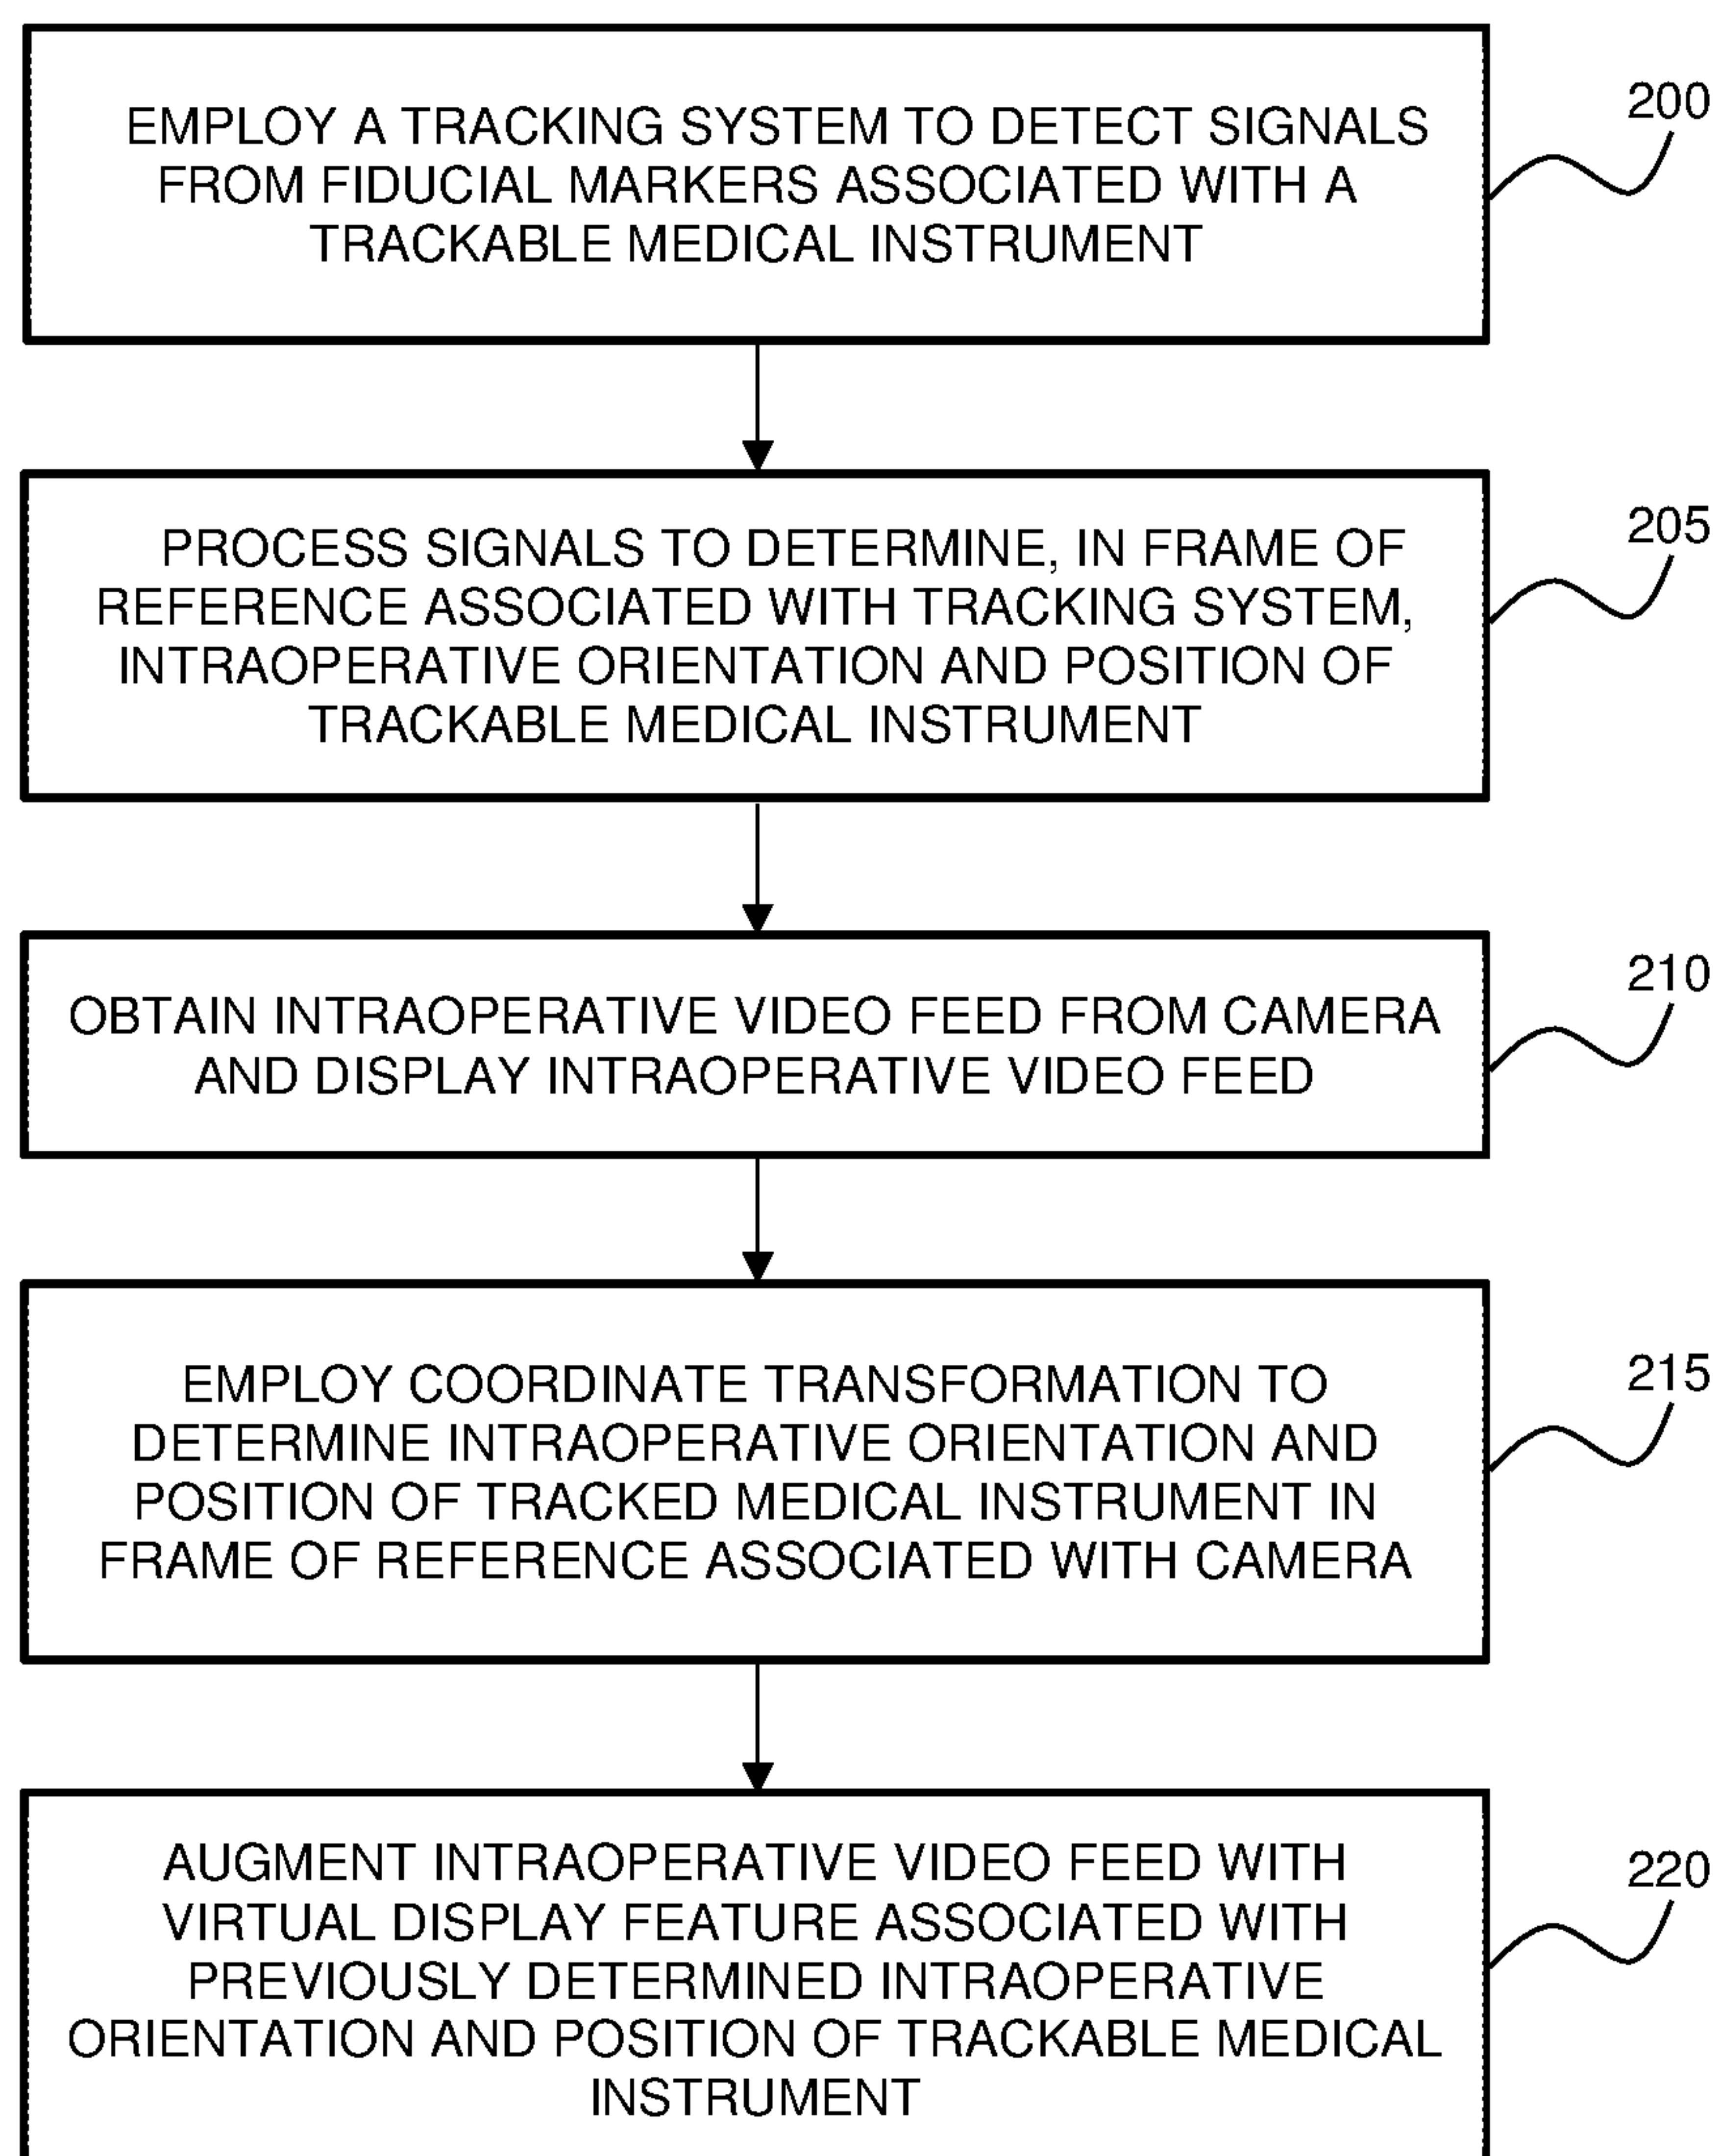 EMPLOY A TRACKING SYSTEM TO DETECT SIGNALS
FROM FIDUCIAL MARKERS ASSOCIATED WITH A
TRACKABLE MEDICAL INSTRUMENT
200
PROCESS SIGNALS TO DETERMINE, IN FRAME OF
REFERENCE ASSOCIATED WITH TRACKING SYSTEM,
INTRAOPERATIVE ORIENTATION AND POSITION OF
TRACKABLE MEDICAL INSTRUMENT
205
OBTAIN INTRAOPERATIVE VIDEO FEED FROM CAMERA
AND DISPLAY INTRAOPERATIVE VIDEO FEED
210
EMPLOY COORDINATE TRANSFORMATION TO
DETERMINE INTRAOPERATIVE ORIENTATION AND
POSITION OF TRACKED MEDICAL INSTRUMENT IN
FRAME OF REFERENCE ASSOCIATED WITH CAMERA
215
AUGMENT INTRAOPERATIVE VIDEO FEED WITH
VIRTUAL DISPLAY FEATURE ASSOCIATED WITH
PREVIOUSLY DETERMINED INTRAOPERATIVE
ORIENTATION AND POSITION OF TRACKABLE MEDICAL
INSTRUMENT
220